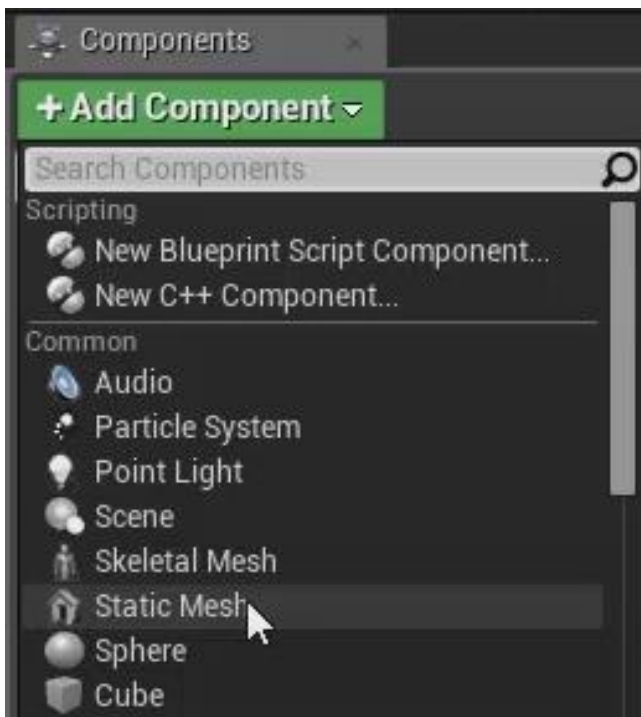 Components
+ Add Component
Search Components
Scripting
New Blueprint Script Component...
New C++ Component...
Common
Audio
Particle System
Point Light
Scene
Skeletal Mesh
Static Mesh
Sphere
Cube